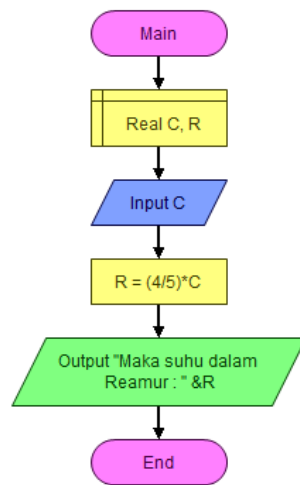 Main
Real C, R
Input C
R = (4/5)*C
Output "Maka suhu dalam
Reamur : " &R
End